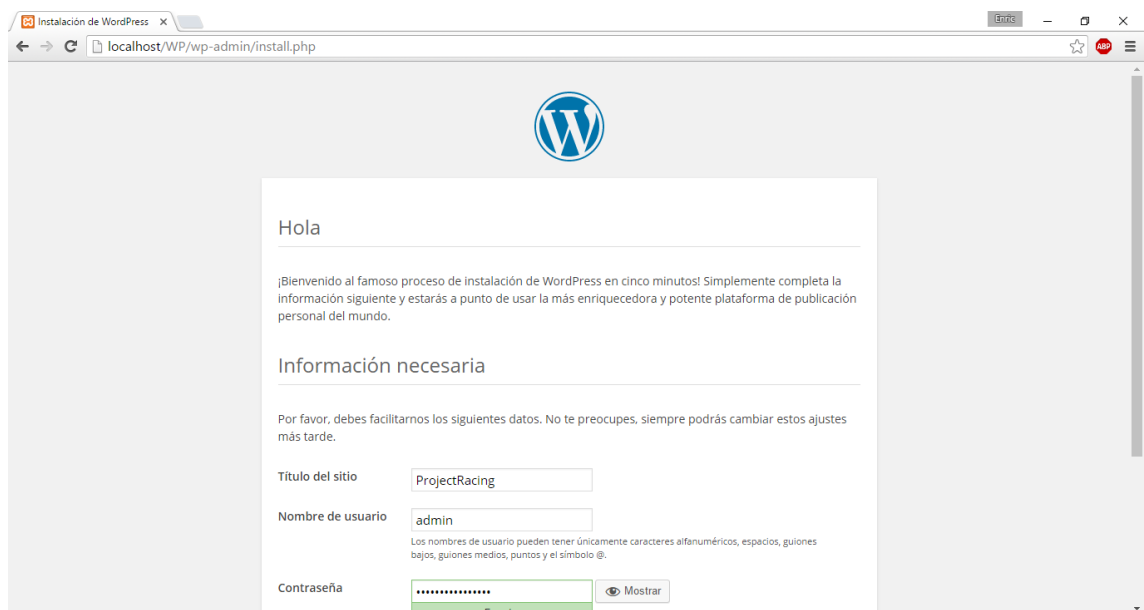 Instalación de WordPress
Enric
localhost/WP/wp-admin/install.php
ABP
W
Hola
¡Bienvenido al famoso proceso de instalación de WordPress en cinco minutos! Simplemente completa la
información siguiente y estarás a punto de usar la más enriquecedora y potente plataforma de publicación
personal del mundo.
Información necesaria
Por favor, debes facilitarnos los siguientes datos. No te preocupes, siempre podrás cambiar estos ajustes
más tarde.
Título del sitio
ProjectRacing
Nombre de usuario
admin
Los nombres de usuario pueden tener únicamente caracteres alfanuméricos, espacios, guiones
bajos, guiones medios, puntos y el símbolo @.
Contraseña
••••••••••••••••
Mostrar